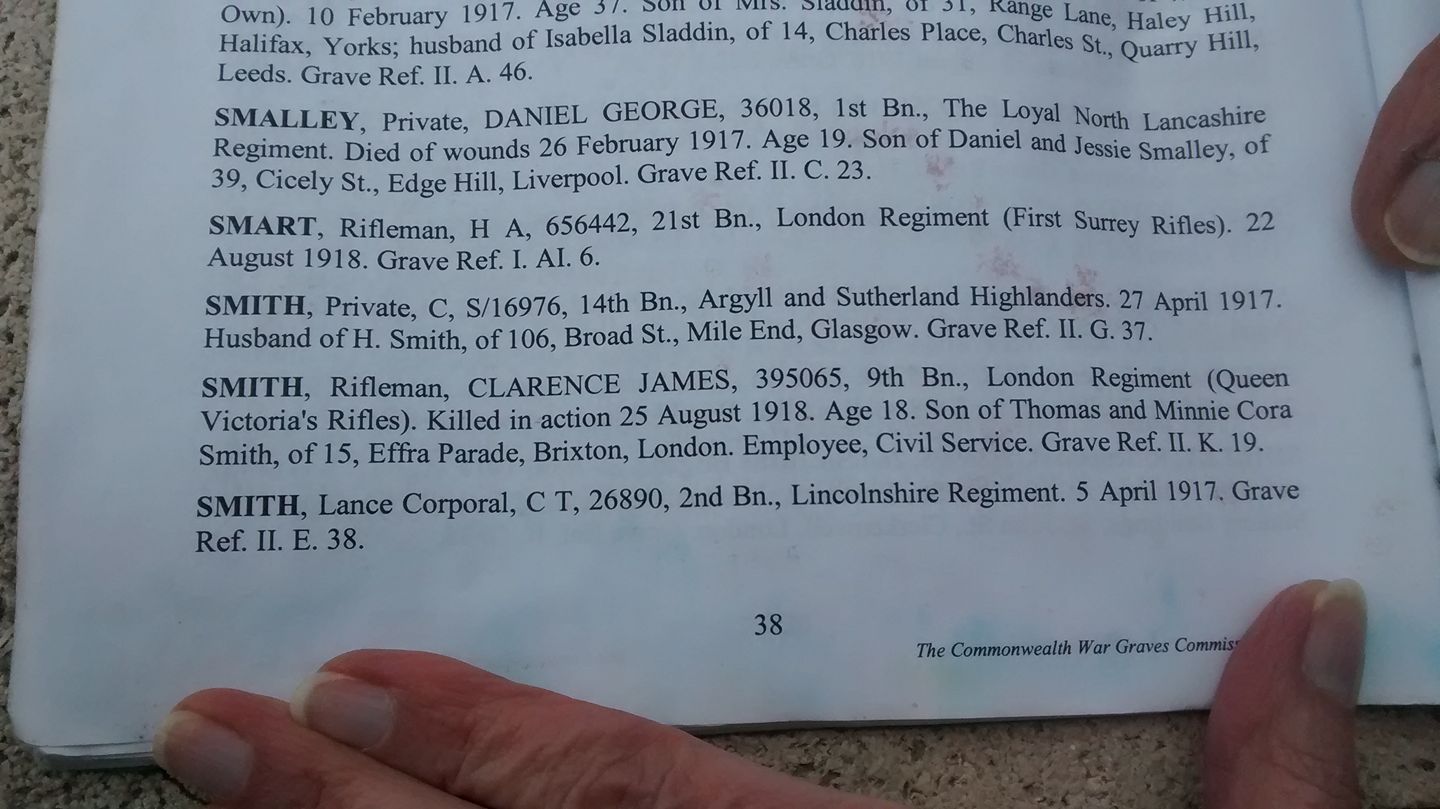 Own). 10 February 1917. Age 37. Son of Mrs. Sladdin, of 31, Range Lane, Haley Hill,
Halifax, Yorks; husband of Isabella Sladdin, of 14, Charles Place, Charles St., Quarry Hill,
Leeds. Grave Ref. II. A. 46.
SMALLEY, Private, DANIEL GEORGE, 36018, 1st Bn., The Loyal North Lancashire
Regiment. Died of wounds 26 February 1917. Age 19. Son of Daniel and Jessie Smalley, of
39, Cicely St., Edge Hill, Liverpool. Grave Ref. II. C. 23.
SMART, Rifleman, H A, 656442, 21st Bn., London Regiment (First Surrey Rifles). 22
August 1918. Grave Ref. I. AI. 6.
SMITH, Private, C, S/16976, 14th Bn., Argyll and Sutherland Highlanders. 27 April 1917.
Husband of H. Smith, of 106, Broad St., Mile End, Glasgow. Grave Ref. II. G. 37.
SMITH, Rifleman, CLARENCE JAMES, 395065, 9th Bn., London Regiment (Queen
Victoria's Rifles). Killed in action 25 August 1918. Age 18. Son of Thomas and Minnie Cora
Smith, of 15, Effra Parade, Brixton, London. Employee, Civil Service. Grave Ref. II. K. 19.
SMITH, Lance Corporal, C T, 26890, 2nd Bn., Lincolnshire Regiment. 5 April 1917. Grave
Ref. II. E. 38.
38
The Commonwealth War Graves Commis